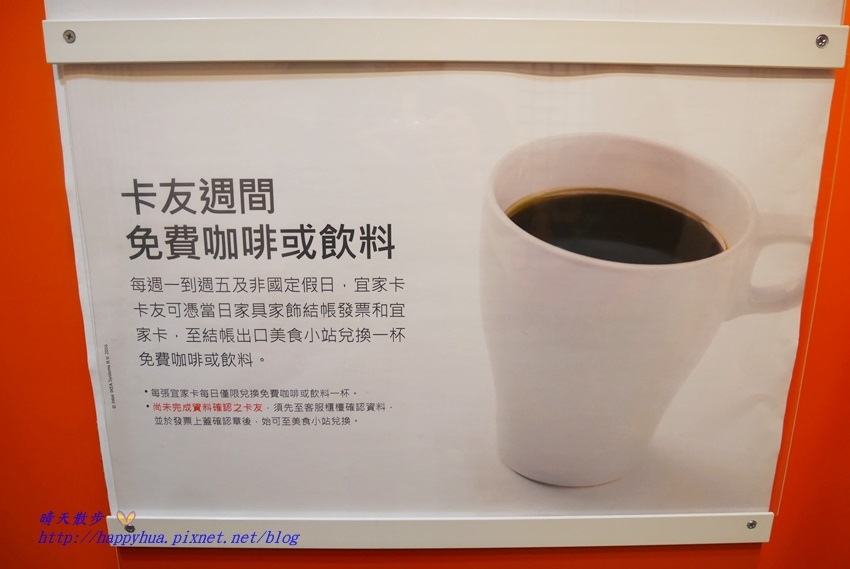 卡友週間
免費咖啡或飲料
每週一到週五及非國定假日，宜家卡
卡友可憑當日家具家飾結帳發票和宜
家卡，至結帳出口美食小站兌換一杯
免費咖啡或飲料。
•每張宜家卡每日僅限兌換免費咖啡或飲料一杯。
•尚未完成資料確認之卡友，須先至客服櫃檯確認資料，
並於發票上蓋確認章後，始可至美食小站兌換。
晴天散步
http://happyhua.pixnet.net/blog